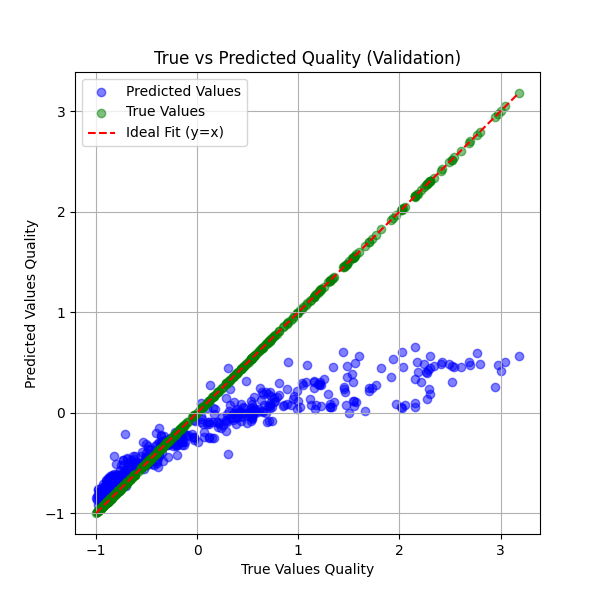 True vs Predicted Quality (Validation)
Predicted Values
True Values
Ideal Fit (y=x)
Predicted Values Quality
3
2
1
0
−1
−1 0 1 2 3
True Values Quality